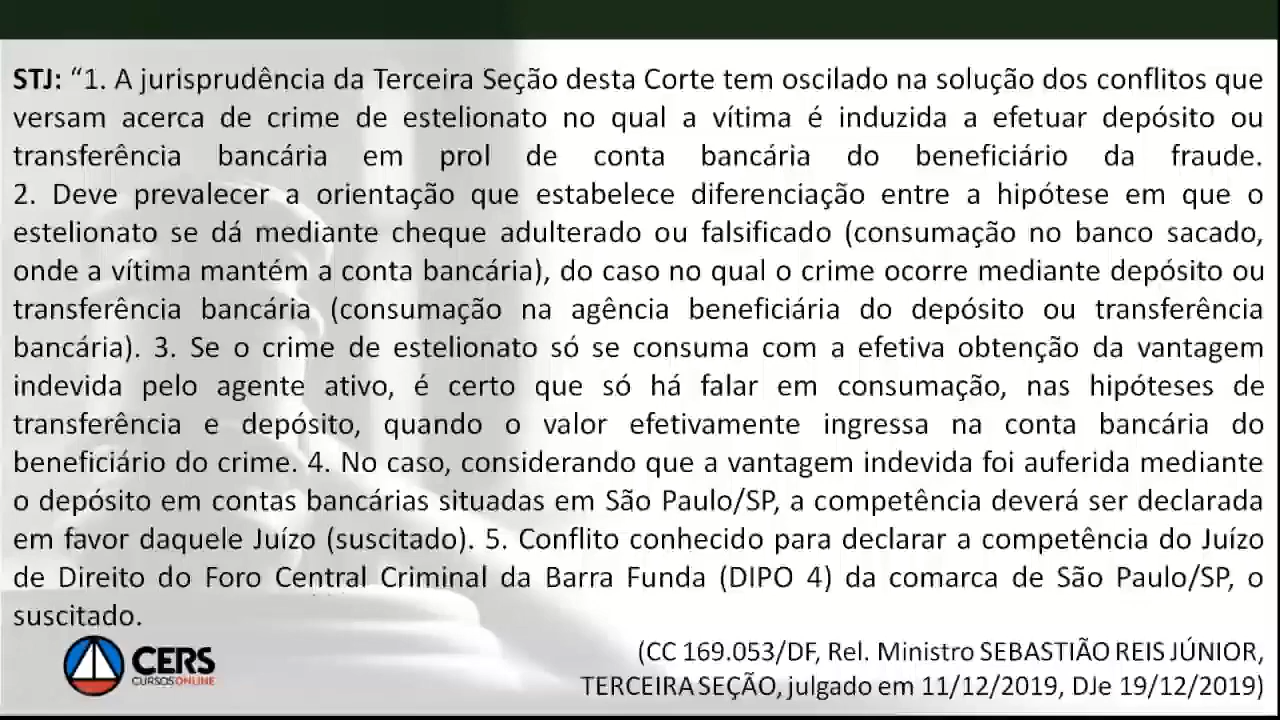 STJ: “1. A jurisprudência da Terceira Seção desta Corte tem oscilado na solução dos conflitos que
versam acerca de crime de estelionato no qual a vítima é induzida a efetuar depósito ou
transferência bancária em prol de conta bancária do beneficiário da fraude.
2. Deve prevalecer a orientação que estabelece diferenciação entre a hipótese em que o
estelionato se dá mediante cheque adulterado ou falsificado (consumação no banco sacado,
onde a vítima mantém a conta bancária), do caso no qual o crime ocorre mediante depósito ou
transferência bancária (consumação na agência beneficiária do depósito ou transferência
bancária). 3. Se o crime de estelionato só se consuma com a efetiva obtenção da vantagem
indevida pelo agente ativo, é certo que só há falar em consumação, nas hipóteses de
transferência e depósito, quando o valor efetivamente ingressa na conta bancária do
beneficiário do crime. 4. No caso, considerando que a vantagem indevida foi auferida mediante
o depósito em contas bancárias situadas em São Paulo/SP, a competência deverá ser declarada
em favor daquele Juízo (suscitado). 5. Conflito conhecido para declarar a competência do Juízo
de Direito do Foro Central Criminal da Barra Funda (DIPO 4) da comarca de São Paulo/SP, o
suscitado.
(CC 169.053/DF, Rel. Ministro SEBASTIÃO REIS JÚNIOR,
TERCEIRA SEÇÃO, julgado em 11/12/2019, DJe 19/12/2019)
CERS
CURSOS ONLINE